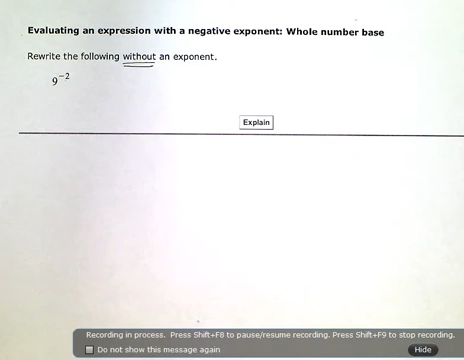 Evaluating an expression with a negative exponent: Whole number base
Rewrite the following without an exponent.
9⁻²
Explain
Recording in process. Press Shift+F8 to pause/resume recording. Press Shift+F9 to stop recording.
Do not show this message again
Hide